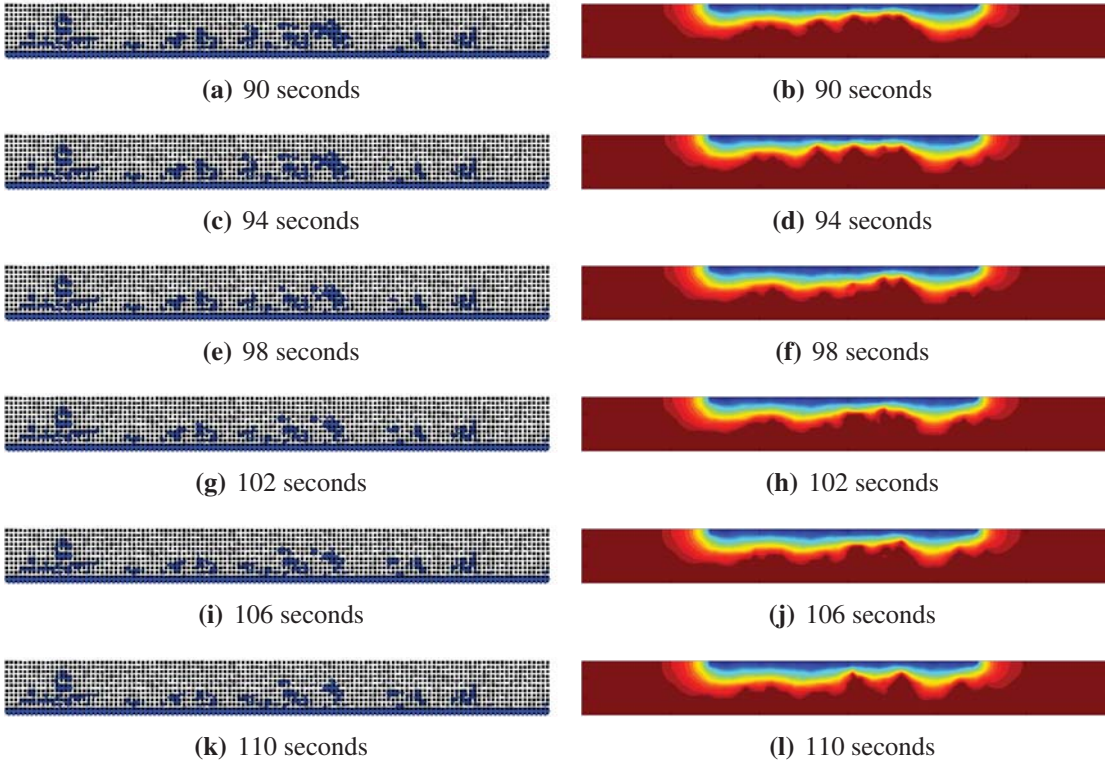 (a) 90 seconds
(b) 90 seconds
(c) 94 seconds
(d) 94 seconds
(e) 98 seconds
(f) 98 seconds
(g) 102 seconds
(h) 102 seconds
(i) 106 seconds
(j) 106 seconds
(k) 110 seconds
(l) 110 seconds